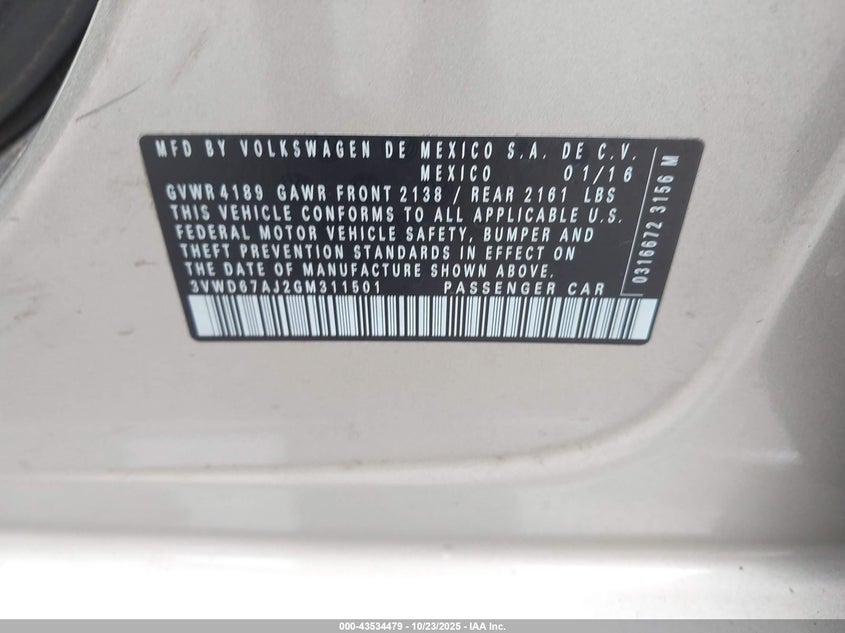 MFD BY VOLKSWAGEN DE MEXICO S.A. DE C.V.
MEXICO 01/16
GVWR 4189 GAWR FRONT 2138 / REAR 2161 LBS
THIS VEHICLE CONFORMS TO ALL APPLICABLE U.S.
FEDERAL MOTOR VEHICLE SAFETY, BUMPER AND
THEFT PREVENTION STANDARDS IN EFFECT ON
THE DATE OF MANUFACTURE SHOWN ABOVE.
3VWD67AJ2GM311501 PASSENGER CAR
0316672 3156 M
000-43534479 - 10/23/2025 - IAA Inc.